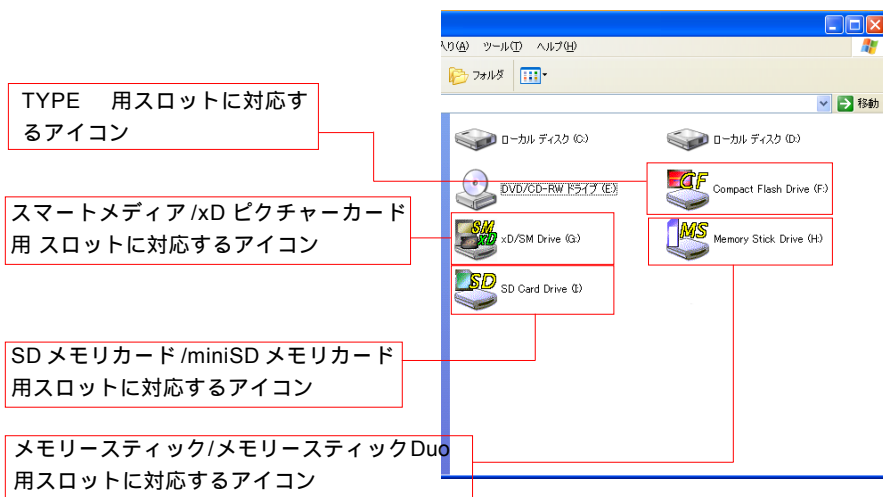 入り(A) ツール(T) ヘルプ(H)
フォルダ
移動
TYPE 用スロットに対応す
るアイコン
ローカル ディスク (C:)
ローカル ディスク (D:)
DVD/CD-RW ドライブ (E:)
CF
Compact Flash Drive (F:)
スマートメディア/xD ピクチャーカード
用 スロットに対応するアイコン
SM
xD
xD/SM Drive (G:)
MS
Memory Stick Drive (H:)
SD
SD Card Drive (I:)
SD メモリカード/miniSD メモリカード
用スロットに対応するアイコン
メモリースティック/メモリースティックDuo
用スロットに対応するアイコン